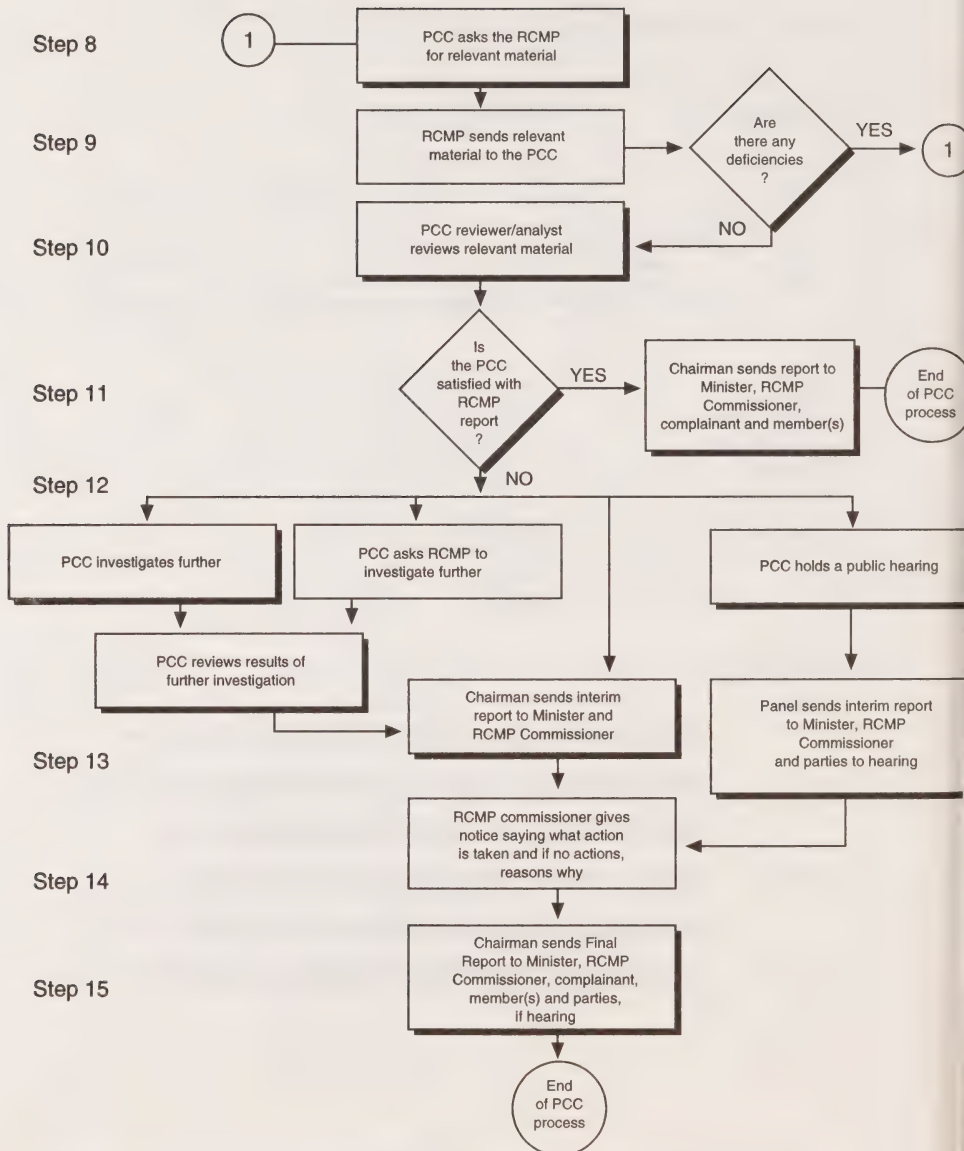 Step 8
1
PCC asks the RCMP
for relevant material
Step 9
RCMP sends relevant
material to the PCC
Are
there any
deficiencies
?
YES
1
NO
Step 10
PCC reviewer/analyst
reviews relevant material
Step 11
Is
the PCC
satisfied with
RCMP
report
?
YES
Chairman sends report to
Minister, RCMP
Commissioner,
complainant and member(s)
End
of PCC
process
Step 12
NO
PCC investigates further
PCC asks RCMP to
investigate further
PCC holds a public hearing
PCC reviews results of
further investigation
Chairman sends interim
report to Minister and
RCMP Commissioner
Panel sends interim report
to Minister, RCMP
Commissioner
and parties to hearing
Step 13
RCMP commissioner gives
notice saying what action
is taken and if no actions,
reasons why
Step 14
Chairman sends Final
Report to Minister, RCMP
Commissioner, complainant,
member(s) and parties,
if hearing
Step 15
End
of PCC
process